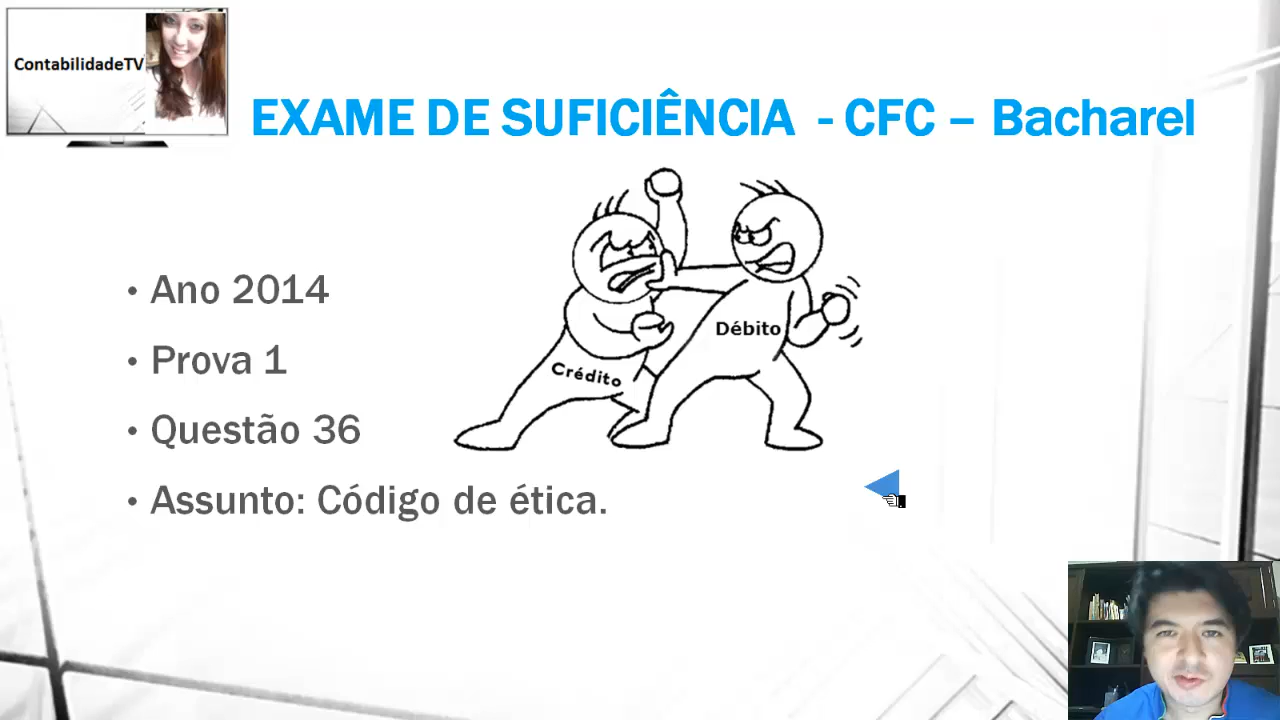 ContabilidadeTV
EXAME DE SUFICIÊNCIA - CFC – Bacharel
• Ano 2014
• Prova 1
• Questão 36
• Assunto: Código de ética.
Crédito
Débito